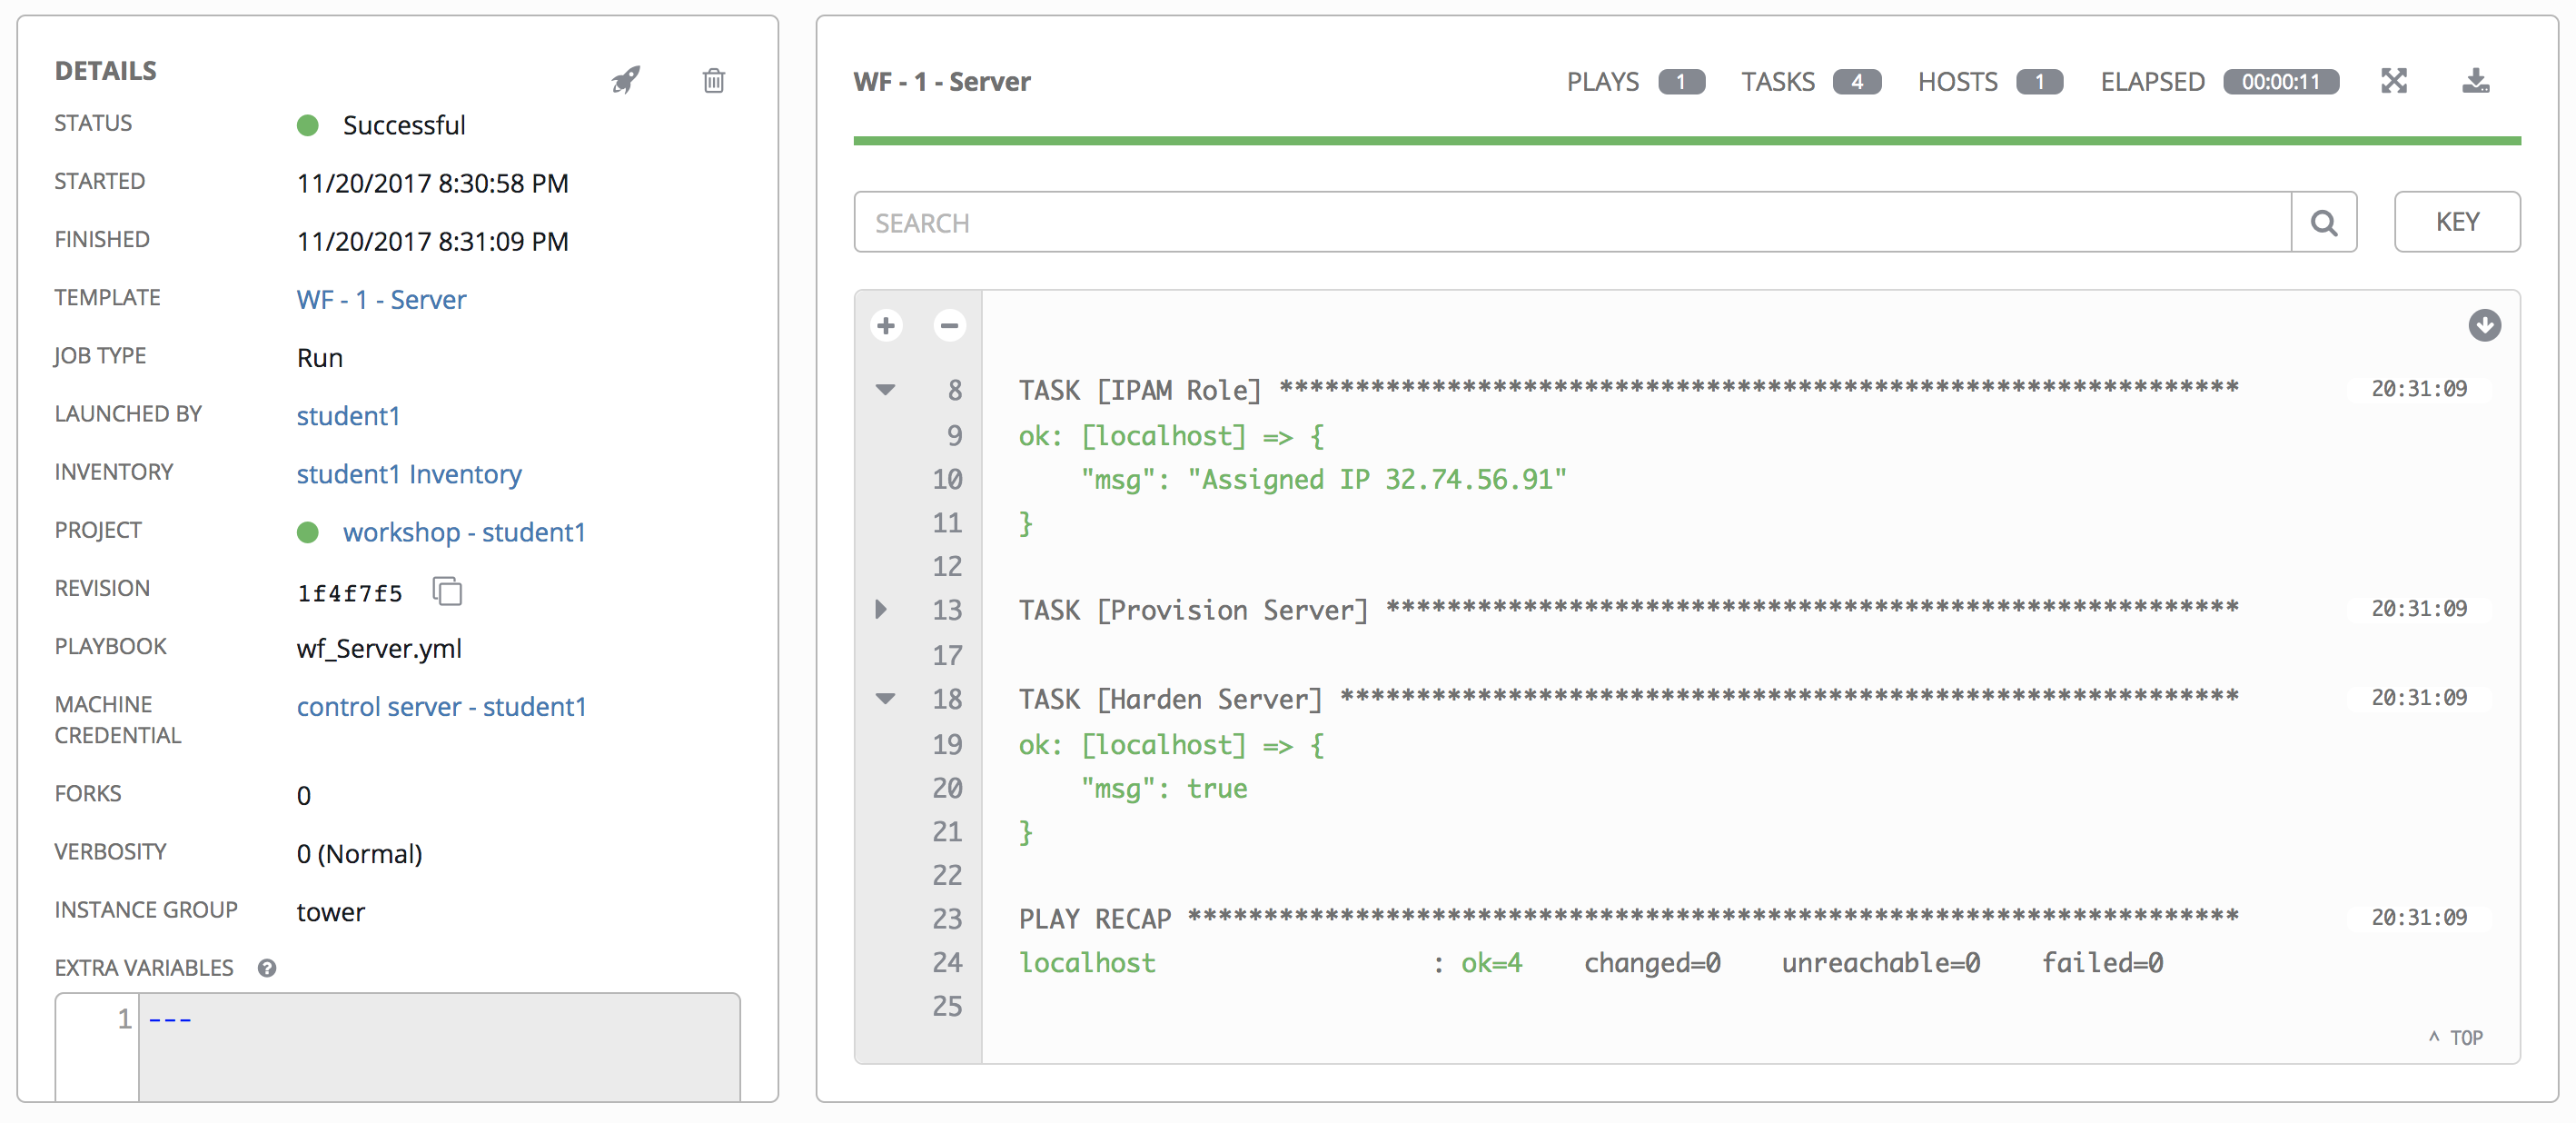 DETAILS
STATUS Successful
STARTED 11/20/2017 8:30:58 PM
FINISHED 11/20/2017 8:31:09 PM
TEMPLATE WF - 1 - Server
JOB TYPE Run
LAUNCHED BY student1
INVENTORY student1 Inventory
PROJECT workshop - student1
REVISION 1f4f7f5
PLAYBOOK wf_Server.yml
MACHINE CREDENTIAL control server - student1
FORKS 0
VERBOSITY 0 (Normal)
INSTANCE GROUP tower
EXTRA VARIABLES ?
1 ---
WF - 1 - Server PLAYS 1 TASKS 4 HOSTS 1 ELAPSED 00:00:11
SEARCH KEY
8 TASK [IPAM Role] *************************************************************** 20:31:09
9 ok: [localhost] => {
10 "msg": "Assigned IP 32.74.56.91"
11 }
12
13 TASK [Provision Server] ******************************************************** 20:31:09
17
18 TASK [Harden Server] *********************************************************** 20:31:09
19 ok: [localhost] => {
20 "msg": true
21 }
22
23 PLAY RECAP ********************************************************************* 20:31:09
24 localhost : ok=4 changed=0 unreachable=0 failed=0
25
^ TOP